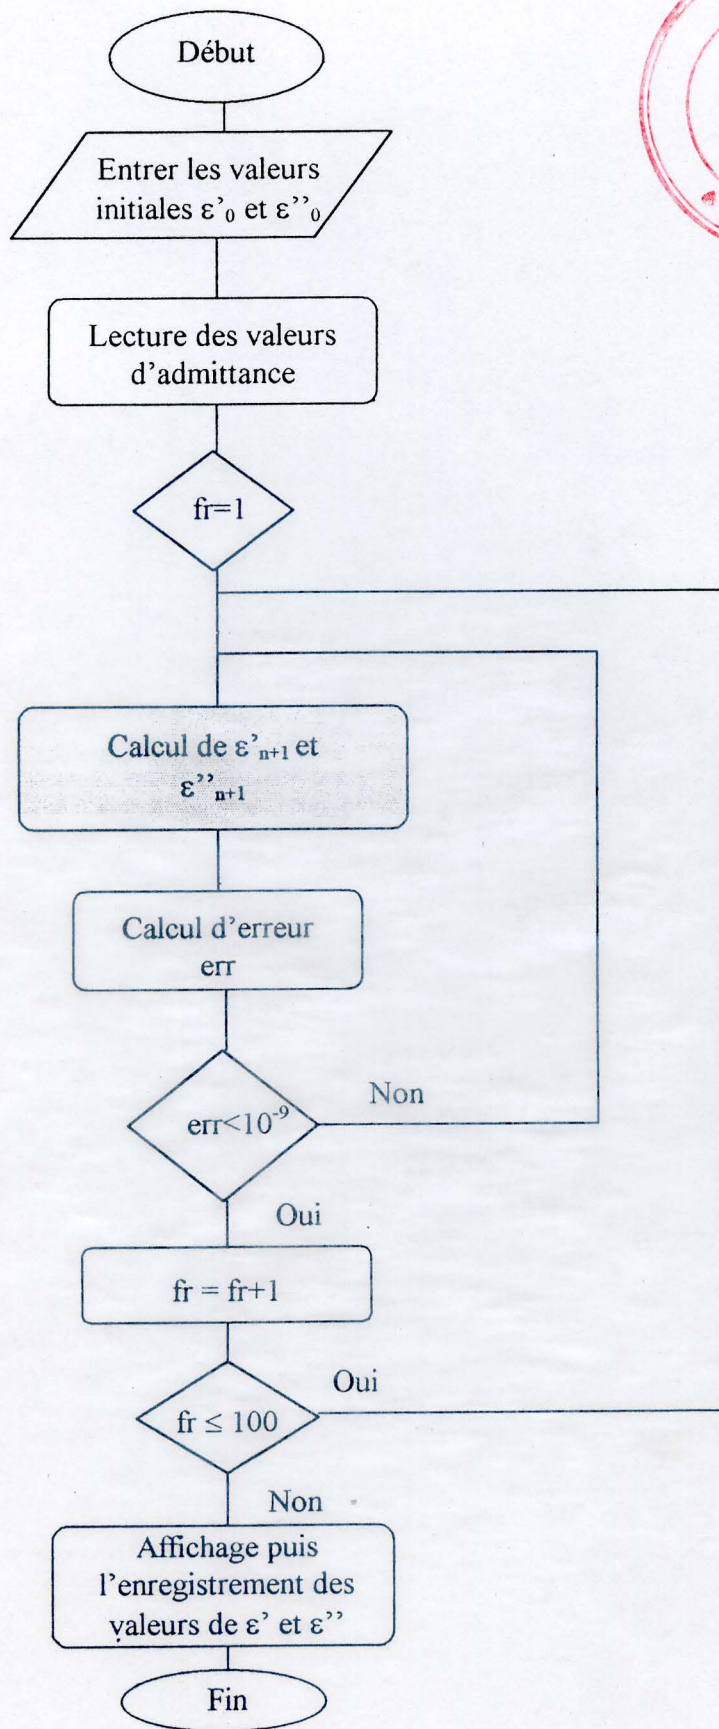 Début
Entrer les valeurs
initiales ε'₀ et ε''₀
Lecture des valeurs
d'admittance
fr=1
Calcul de ε'ₙ₊₁ et
ε''ₙ₊₁
Calcul d'erreur
err
err<10⁻⁹
Non
Oui
fr = fr+1
Oui
fr ≤ 100
Non
Affichage puis
l'enregistrement des
valeurs de ε' et ε''
Fin